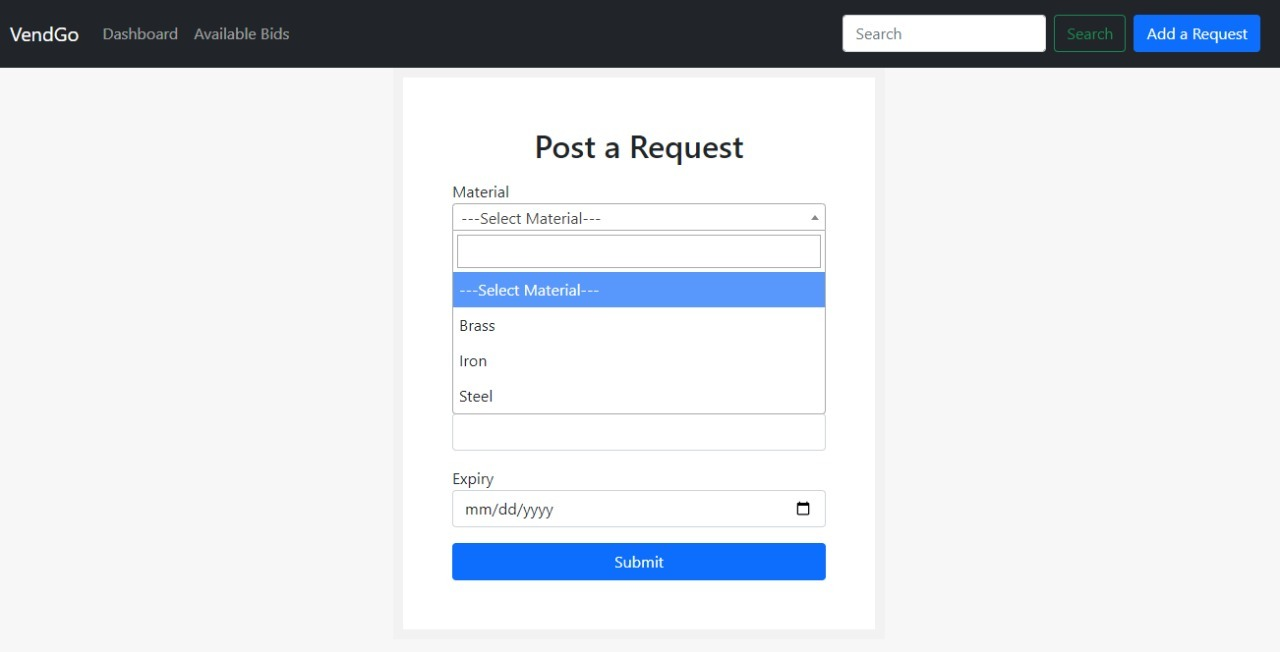 VendGo Dashboard Available Bids Search Search Add a Request
Post a Request
Material
---Select Material---
---Select Material---
Brass
Iron
Steel
Expiry
mm/dd/yyyy
Submit